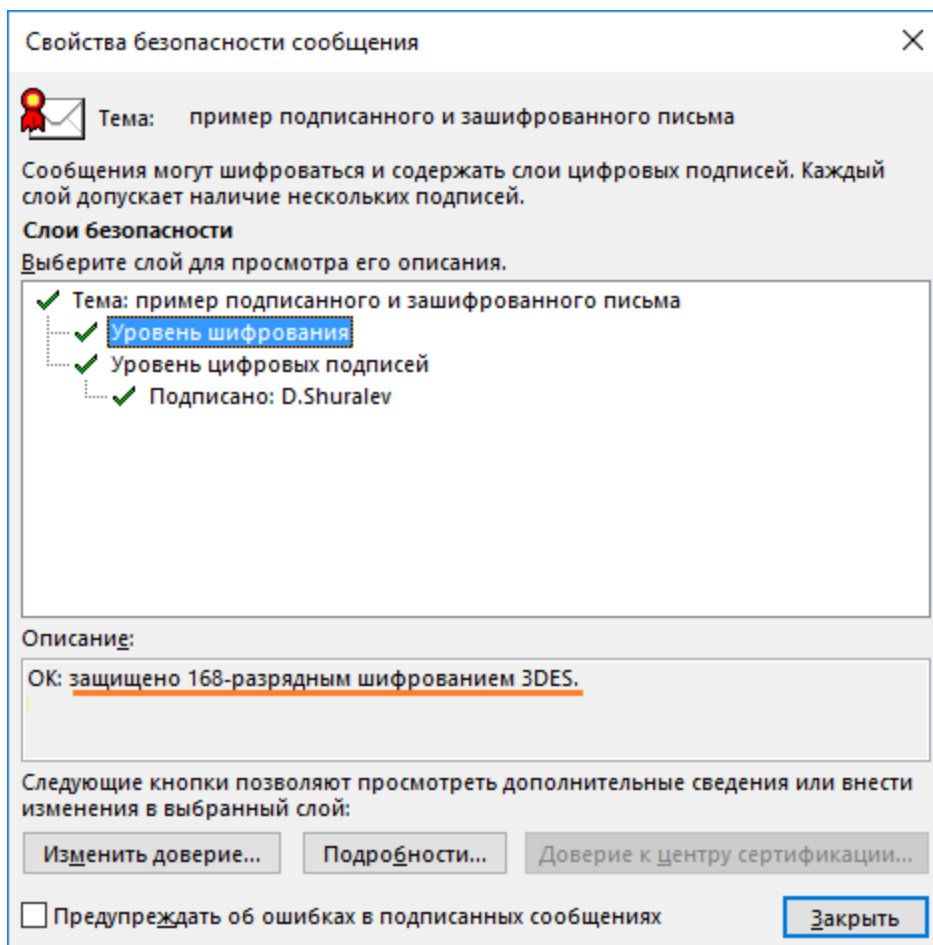 Свойства безопасности сообщения
Тема: пример подписанного и зашифрованного письма
Сообщения могут шифроваться и содержать слои цифровых подписей. Каждый
слой допускает наличие нескольких подписей.
Слои безопасности
Выберите слой для просмотра его описания.
Тема: пример подписанного и зашифрованного письма
Уровень шифрования
Уровень цифровых подписей
Подписано: D.Shuralev
Описание:
ОК: защищено 168-разрядным шифрованием 3DES.
Следующие кнопки позволяют просмотреть дополнительные сведения или внести
изменения в выбранный слой:
Изменить доверие... Подробности... Доверие к центру сертификации...
Предупреждать об ошибках в подписанных сообщениях Закрыть